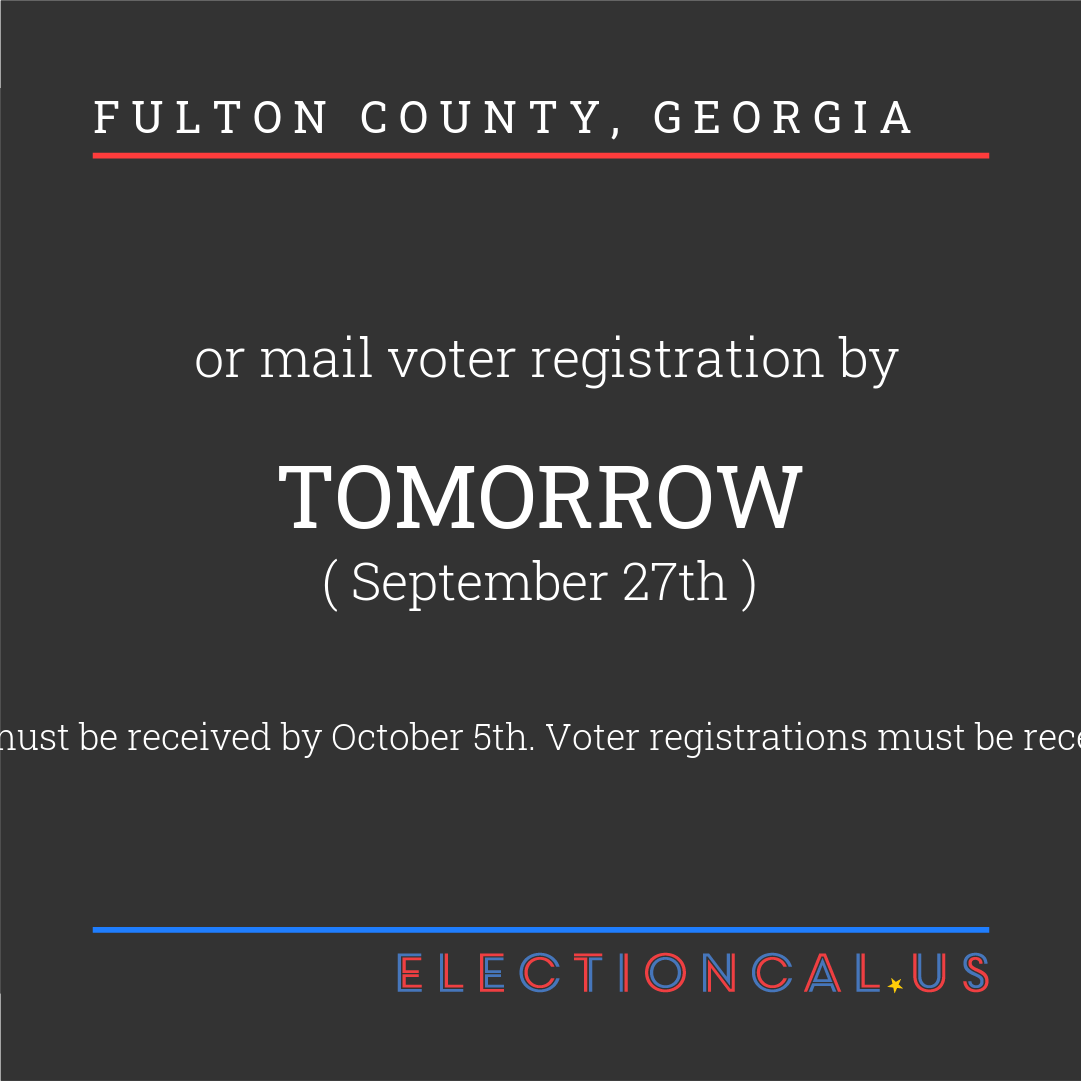 FULTON COUNTY, GEORGIA
or mail voter registration by
TOMORROW
( September 27th )
must be received by October 5th. Voter registrations must be
ELECTIONCAL.US